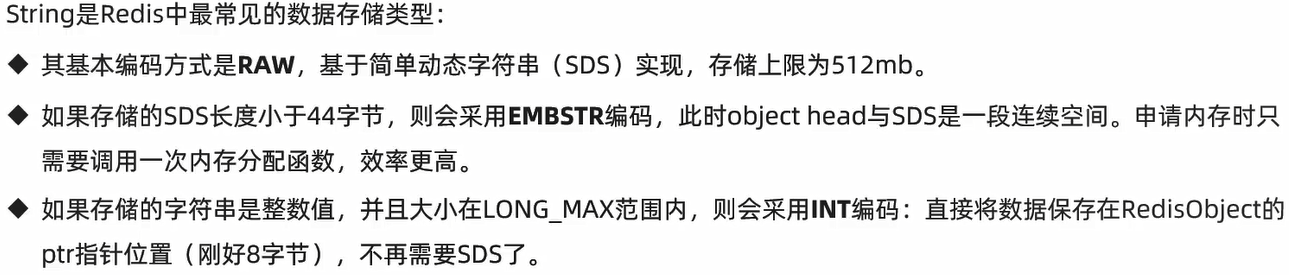 String是Redis中最常见的数据存储类型：
◆ 其基本编码方式是RAW，基于简单动态字符串（SDS）实现，存储上限为512mb。
◆ 如果存储的SDS长度小于44字节，则会采用EMBSTR编码，此时object head与SDS是一段连续空间。申请内存时只
需要调用一次内存分配函数，效率更高。
◆ 如果存储的字符串是整数值，并且大小在LONG_MAX范围内，则会采用INT编码：直接将数据保存在RedisObject的
ptr指针位置（刚好8字节），不再需要SDS了。